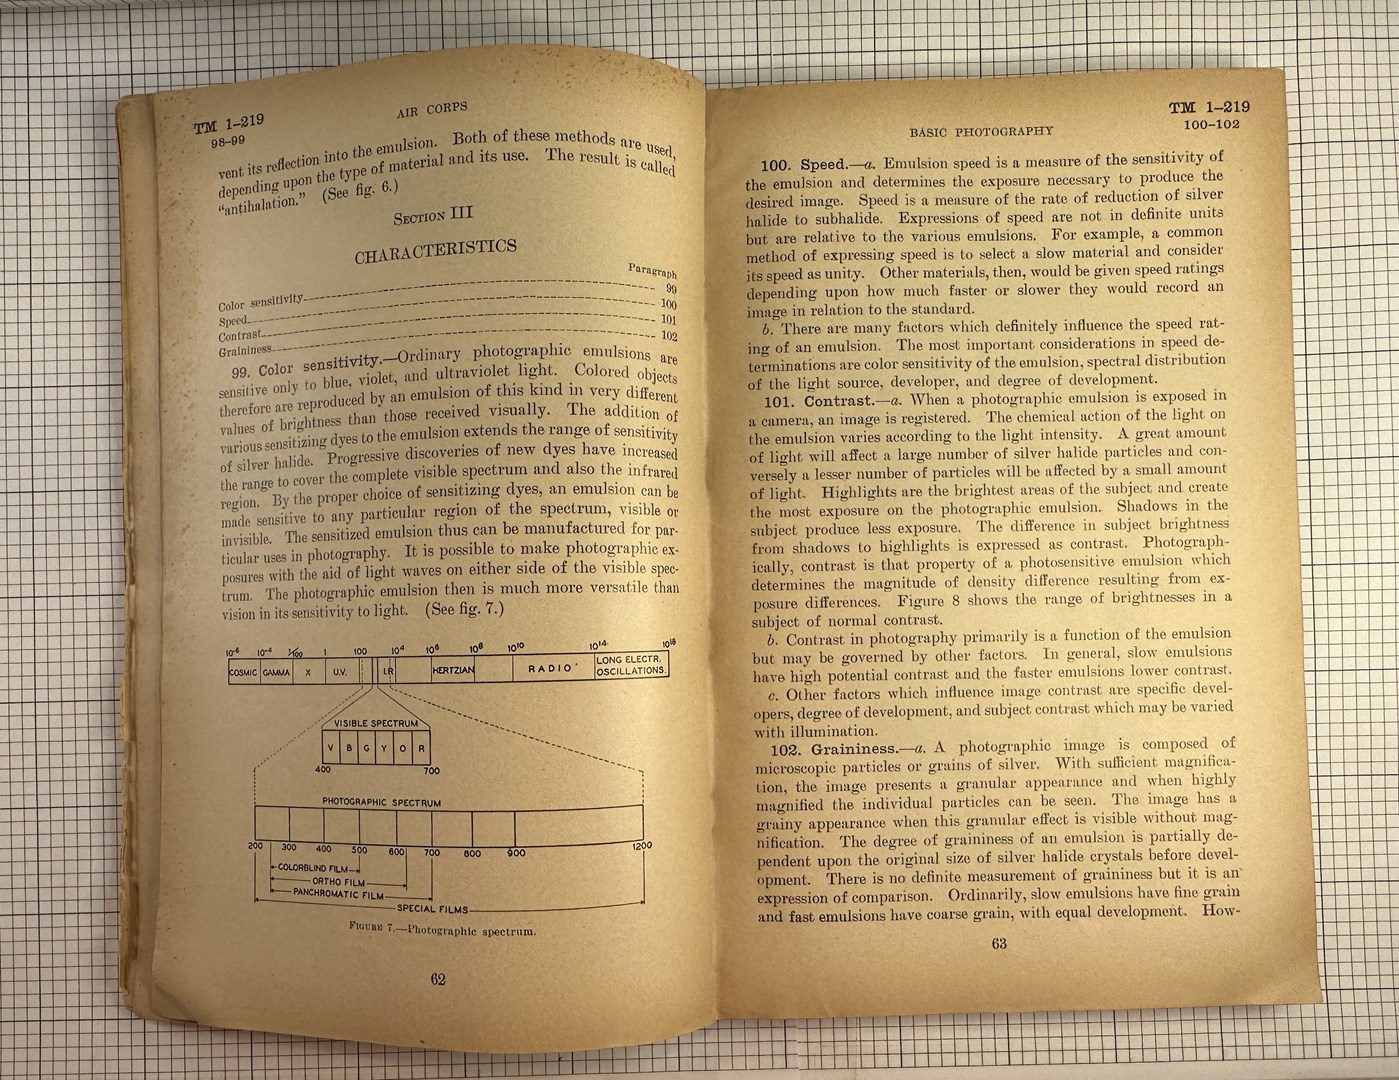 TM 1–219
98–99
AIR CORPS
vent its reflection into the emulsion. Both of these methods are used,
depending upon the type of material and its use. The result is called
“antihalation.” (See fig. 6.)
SECTION III
CHARACTERISTICS
Paragraph
Color sensitivity 99
Speed 100
Contrast 101
Graininess 102
99. Color sensitivity.—Ordinary photographic emulsions are
sensitive only to blue, violet, and ultraviolet light. Colored objects
therefore are reproduced by an emulsion of this kind in very different
values of brightness than those received visually. The addition of
various sensitizing dyes to the emulsion extends the range of sensitivity
of silver halide. Progressive discoveries of new dyes have increased
the range to cover the complete visible spectrum and also the infrared
region. By the proper choice of sensitizing dyes, an emulsion can be
made sensitive to any particular region of the spectrum, visible or
invisible. The sensitized emulsion thus can be manufactured for par-
ticular uses in photography. It is possible to make photographic ex-
posures with the aid of light waves on either side of the visible spec-
trum. The photographic emulsion then is much more versatile than
vision in its sensitivity to light. (See fig. 7.)
10⁻⁶ 10⁻⁴ 1/100 1 100 10⁴ 10⁶ 10⁸ 10¹⁰ 10¹⁴ 10¹⁸
COSMIC GAMMA X U.V. I.R. HERTZIAN RADIO LONG ELECTR.
OSCILLATIONS.
VISIBLE SPECTRUM
V B G Y O R
400 700
PHOTOGRAPHIC SPECTRUM
200 300 400 500 600 700 800 900 1200
COLORBLIND FILM
ORTHO FILM
PANCHROMATIC FILM
SPECIAL FILMS
FIGURE 7.—Photographic spectrum.
62
TM 1–219
100–102
BASIC PHOTOGRAPHY
100. Speed.—a. Emulsion speed is a measure of the sensitivity of
the emulsion and determines the exposure necessary to produce the
desired image. Speed is a measure of the rate of reduction of silver
halide to subhalide. Expressions of speed are not in definite units
but are relative to the various emulsions. For example, a common
method of expressing speed is to select a slow material and consider
its speed as unity. Other materials, then, would be given speed ratings
depending upon how much faster or slower they would record an
image in relation to the standard.
b. There are many factors which definitely influence the speed rat-
ing of an emulsion. The most important considerations in speed de-
terminations are color sensitivity of the emulsion, spectral distribution
of the light source, developer, and degree of development.
101. Contrast.—a. When a photographic emulsion is exposed in
a camera, an image is registered. The chemical action of the light on
the emulsion varies according to the light intensity. A great amount
of light will affect a large number of silver halide particles and con-
versely a lesser number of particles will be affected by a small amount
of light. Highlights are the brightest areas of the subject and create
the most exposure on the photographic emulsion. Shadows in the
subject produce less exposure. The difference in subject brightness
from shadows to highlights is expressed as contrast. Photograph-
ically, contrast is that property of a photosensitive emulsion which
determines the magnitude of density difference resulting from ex-
posure differences. Figure 8 shows the range of brightnesses in a
subject of normal contrast.
b. Contrast in photography primarily is a function of the emulsion
but may be governed by other factors. In general, slow emulsions
have high potential contrast and the faster emulsions lower contrast.
c. Other factors which influence image contrast are specific devel-
opers, degree of development, and subject contrast which may be varied
with illumination.
102. Graininess.—a. A photographic image is composed of
microscopic particles or grains of silver. With sufficient magnifica-
tion, the image presents a granular appearance and when highly
magnified the individual particles can be seen. The image has a
grainy appearance when this granular effect is visible without mag-
nification. The degree of graininess of an emulsion is partially de-
pendent upon the original size of silver halide crystals before devel-
opment. There is no definite measurement of graininess but it is an
expression of comparison. Ordinarily, slow emulsions have fine grain
and fast emulsions have coarse grain, with equal development. How-
63